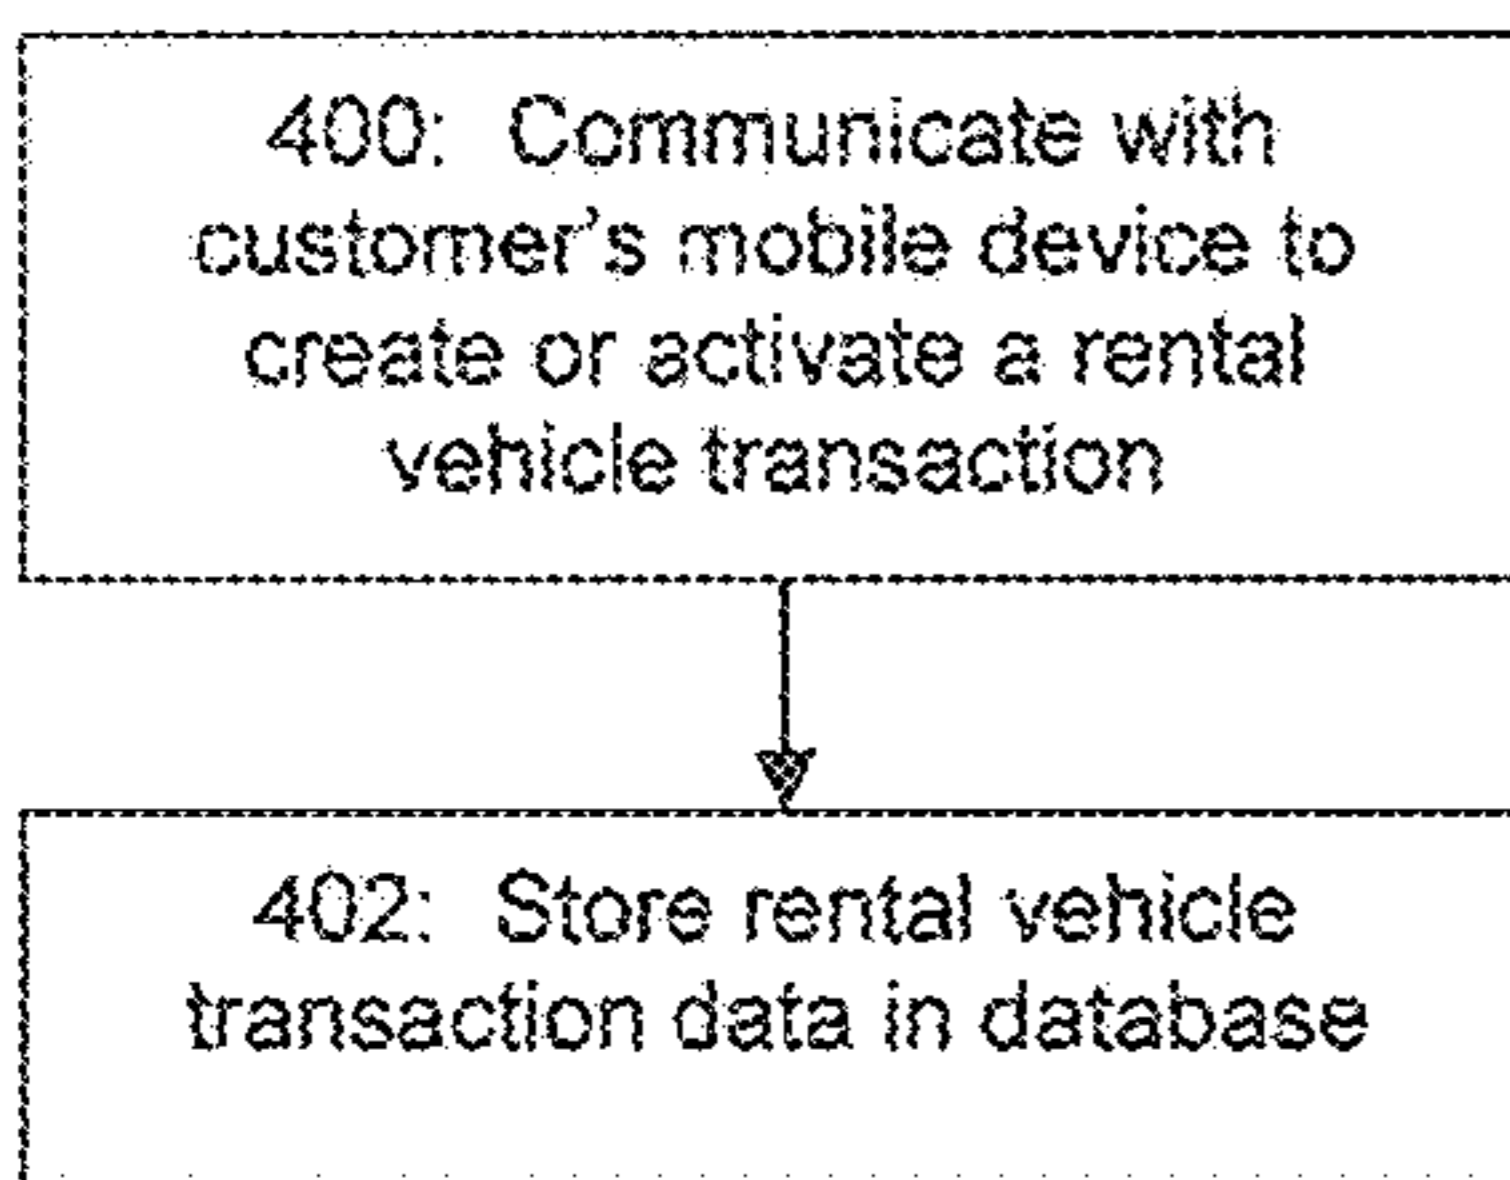 400: Communicate with
customer's mobile device to
create or activate a rental
vehicle transaction
402: Store rental vehicle
transaction data in database